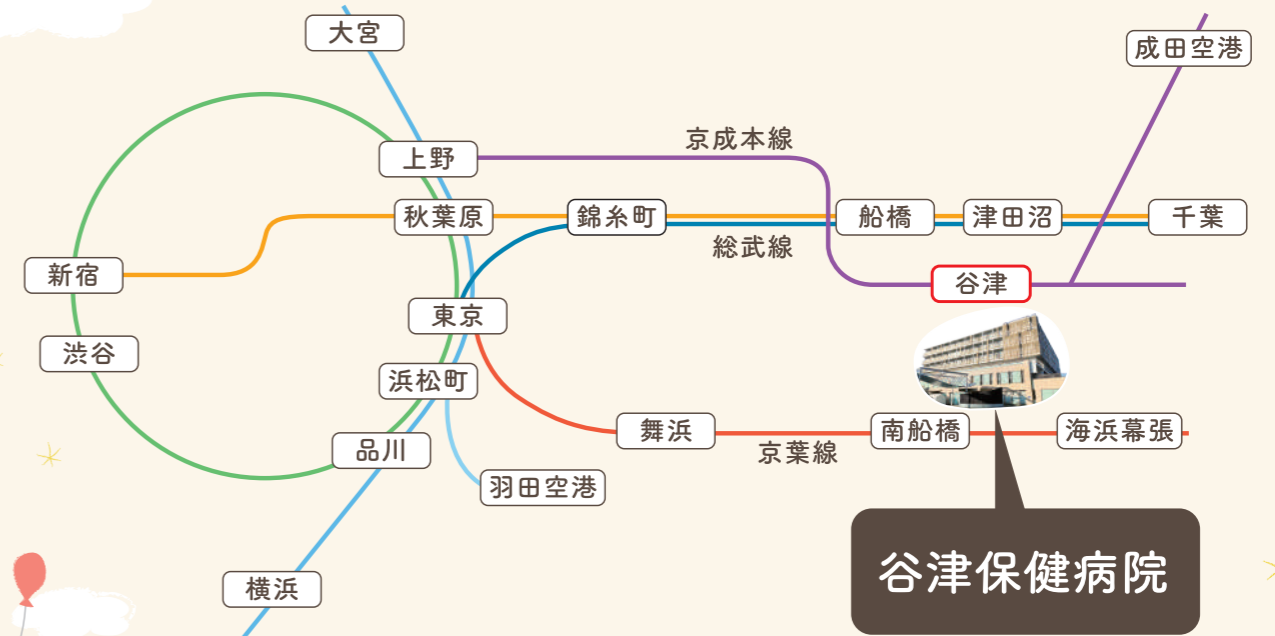 大宮
成田空港
京成本線
上野
秋葉原
錦糸町
船橋
津田沼
千葉
総武線
新宿
谷津
東京
渋谷
浜松町
舞浜
南船橋
海浜幕張
京葉線
品川
羽田空港
谷津保健病院
横浜